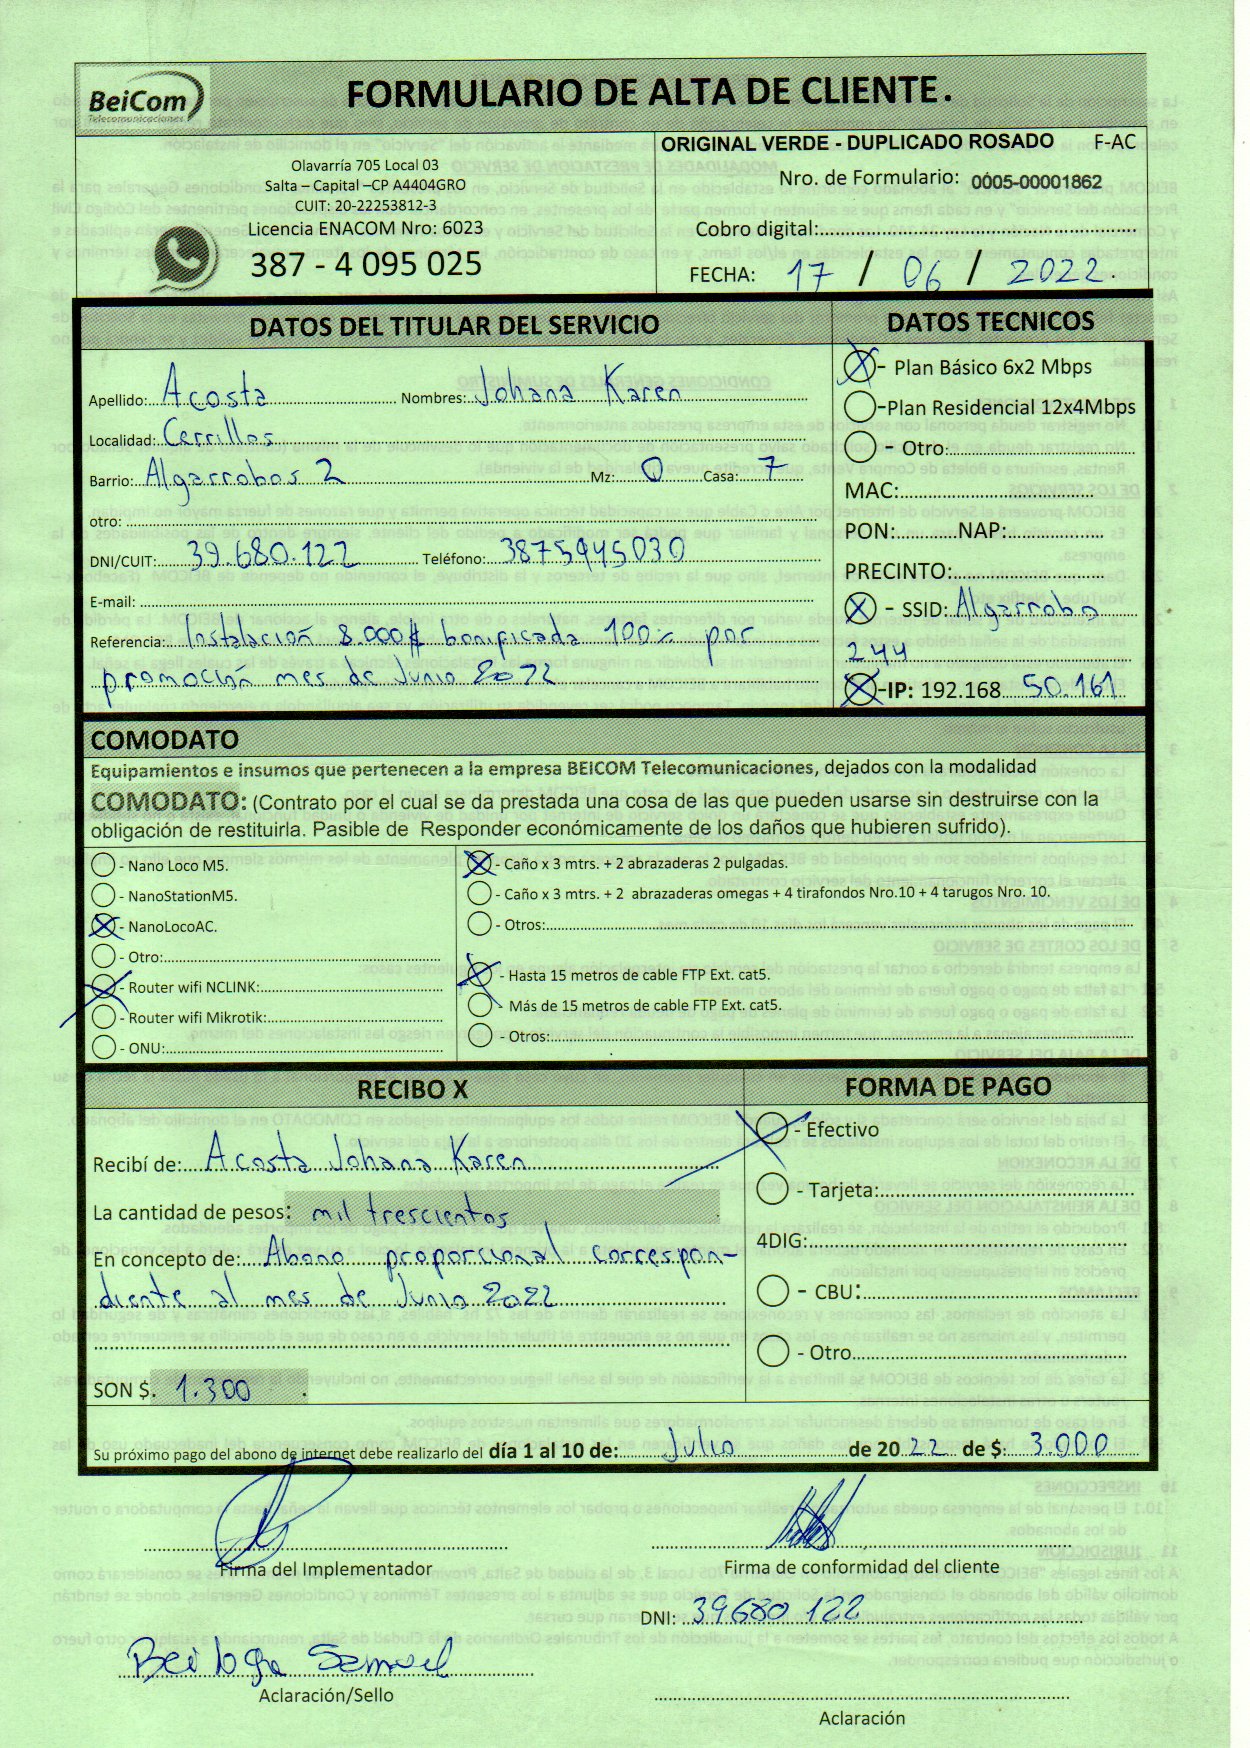 BeiCom
Telecomunicaciones
FORMULARIO DE ALTA DE CLIENTE.
Olavarría 705 Local 03
Salta – Capital –CP A4404GRO
CUIT: 20-22253812-3
Licencia ENACOM Nro: 6023
387 - 4 095 025
ORIGINAL VERDE - DUPLICADO ROSADO F-AC
Nro. de Formulario: 0005-00001862
Cobro digital:
FECHA: 17 / 06 / 2022.
DATOS DEL TITULAR DEL SERVICIO
Apellido: Acosta Nombres: Johana Karen
Localidad: Cerrillos
Barrio: Algarrobos 2 Mz: 0 Casa: 7
otro:
DNI/CUIT: 39.680.122 Teléfono: 3875945030
E-mail:
Referencia: Instalación 8.000$ bonificada 100% por
promoción mes de Junio 2022
DATOS TECNICOS
- Plan Básico 6x2 Mbps
-Plan Residencial 12x4Mbps
- Otro:
MAC:
PON: NAP:
PRECINTO:
- SSID: Algarrobo
244
-IP: 192.168 50.161
COMODATO
Equipamientos e insumos que pertenecen a la empresa BEICOM Telecomunicaciones, dejados con la modalidad
COMODATO: (Contrato por el cual se da prestada una cosa de las que pueden usarse sin destruirse con la
obligación de restituirla. Pasible de Responder económicamente de los daños que hubieren sufrido).
- Nano Loco M5.
- NanoStationM5.
- NanoLocoAC.
- Otro:
- Router wifi NCLINK:
- Router wifi Mikrotik:
- ONU:
- Caño x 3 mtrs. + 2 abrazaderas 2 pulgadas.
- Caño x 3 mtrs. + 2 abrazaderas omegas + 4 tirafondos Nro.10 + 4 tarugos Nro. 10.
- Otros:
- Hasta 15 metros de cable FTP Ext. cat5.
- Más de 15 metros de cable FTP Ext. cat5.
- Otros:
RECIBO X
Recibí de: Acosta Johana Karen
La cantidad de pesos: mil trescientos
En concepto de: Abono proporcional correspon-
diente al mes de Junio 2022
SON $. 1.300
FORMA DE PAGO
- Efectivo
- Tarjeta:
4DIG:
- CBU:
- Otro
Su próximo pago del abono de internet debe realizarlo del día 1 al 10 de: Julio de 2022 de $: 3.000
Firma del Implementador
Firma de conformidad del cliente
DNI: 39680 122
Samuel
Aclaración/Sello
Aclaración